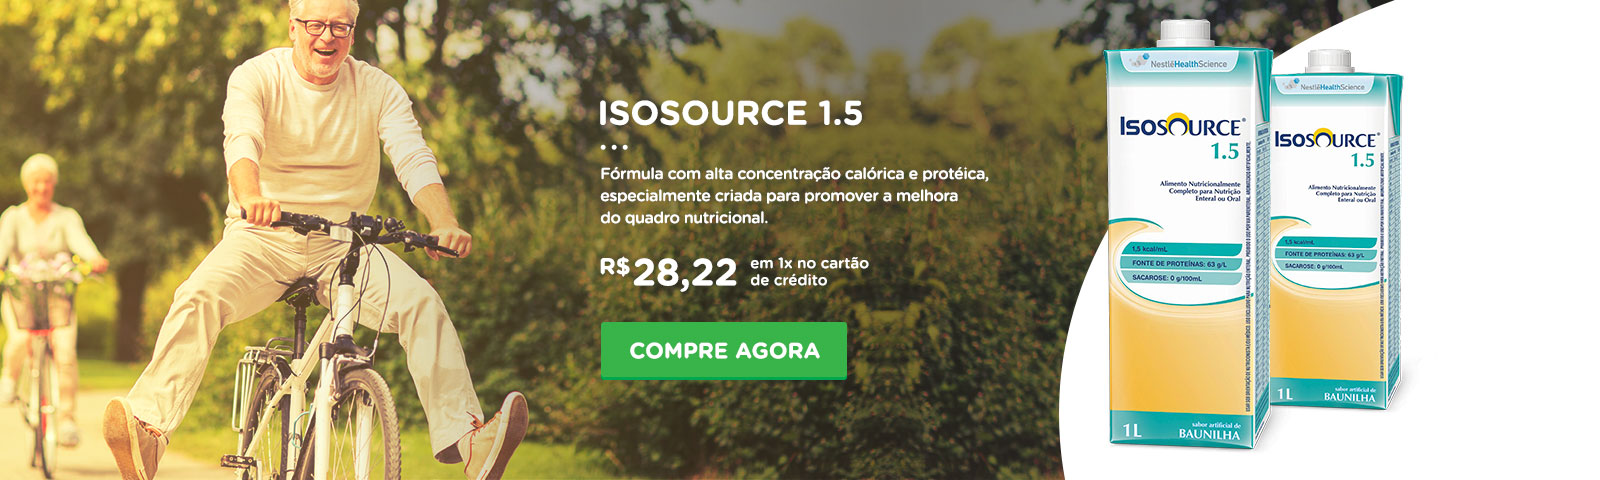 ISOSOURCE 1.5
Fórmula com alta concentração calórica e protéica,
especialmente criada para promover a melhora
do quadro nutricional.
R$ 28,22 em 1x no cartão
de crédito
COMPRE AGORA
NestléHealthScience
ISOSOURCE®
1.5
Alimento Nutricionalmente
Completo para Nutrição
Enteral ou Oral
1,5 kcal/mL
FONTE DE PROTEÍNAS: 63 g/L
SACAROSE: 0 g/100mL
1L
sabor artificial de
BAUNILHA
NestléHealthScience
ISOSOURCE®
1.5
Alimento Nutricionalmente
Completo para Nutrição
Enteral ou Oral
1,5 kcal/mL
FONTE DE PROTEÍNAS: 63 g/L
SACAROSE: 0 g/100mL
1L
sabor artificial de
BAUNILHA